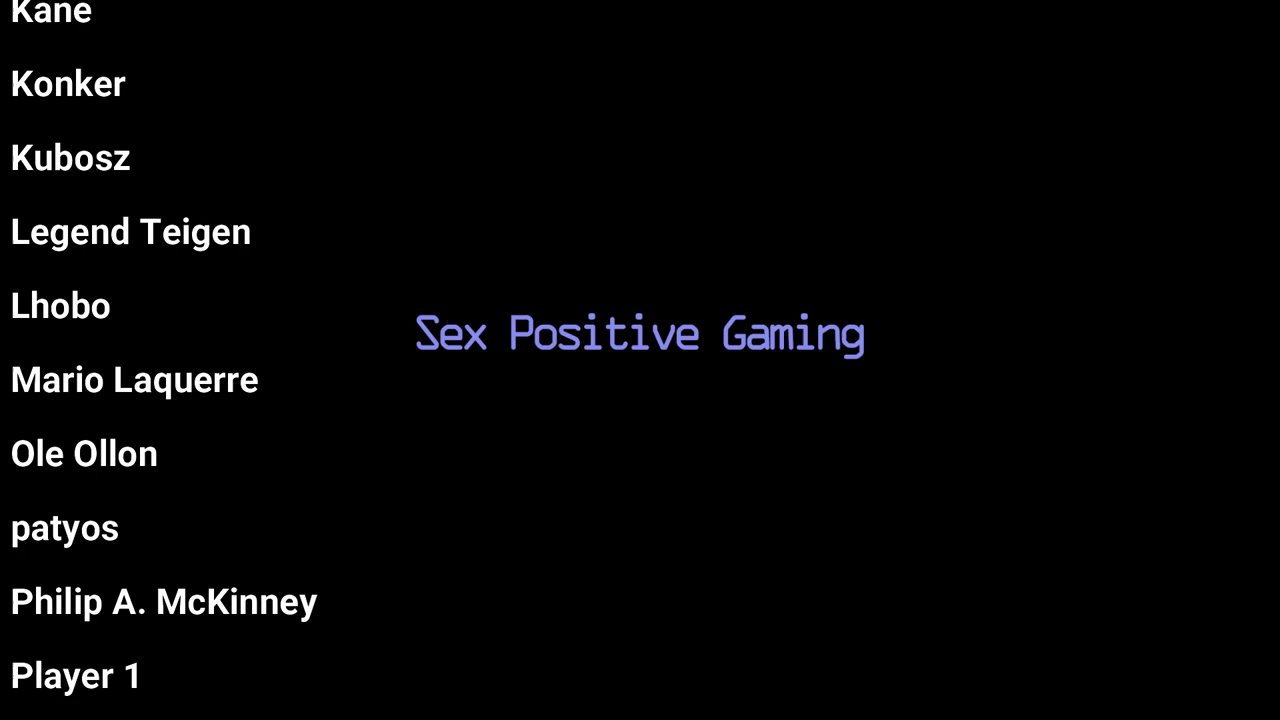 Kane
Konker
Kubosz
Legend Teigen
Lhobo
Sex Positive Gaming
Mario Laquerre
Ole Ollon
patyos
Philip A. McKinney
Player 1